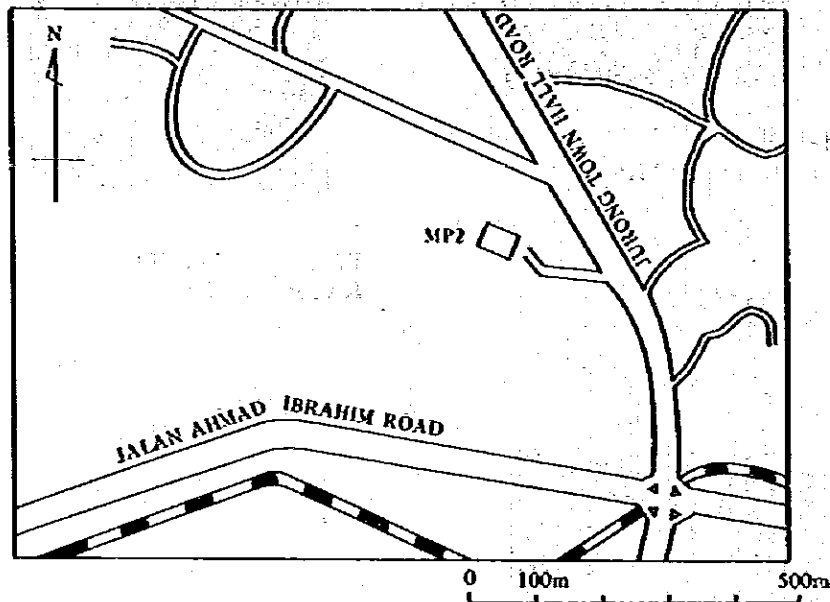 N
JURONG TOWN HALL ROAD
MP2
JALAN AHMAD IBRAHIM ROAD
0 100m 500m